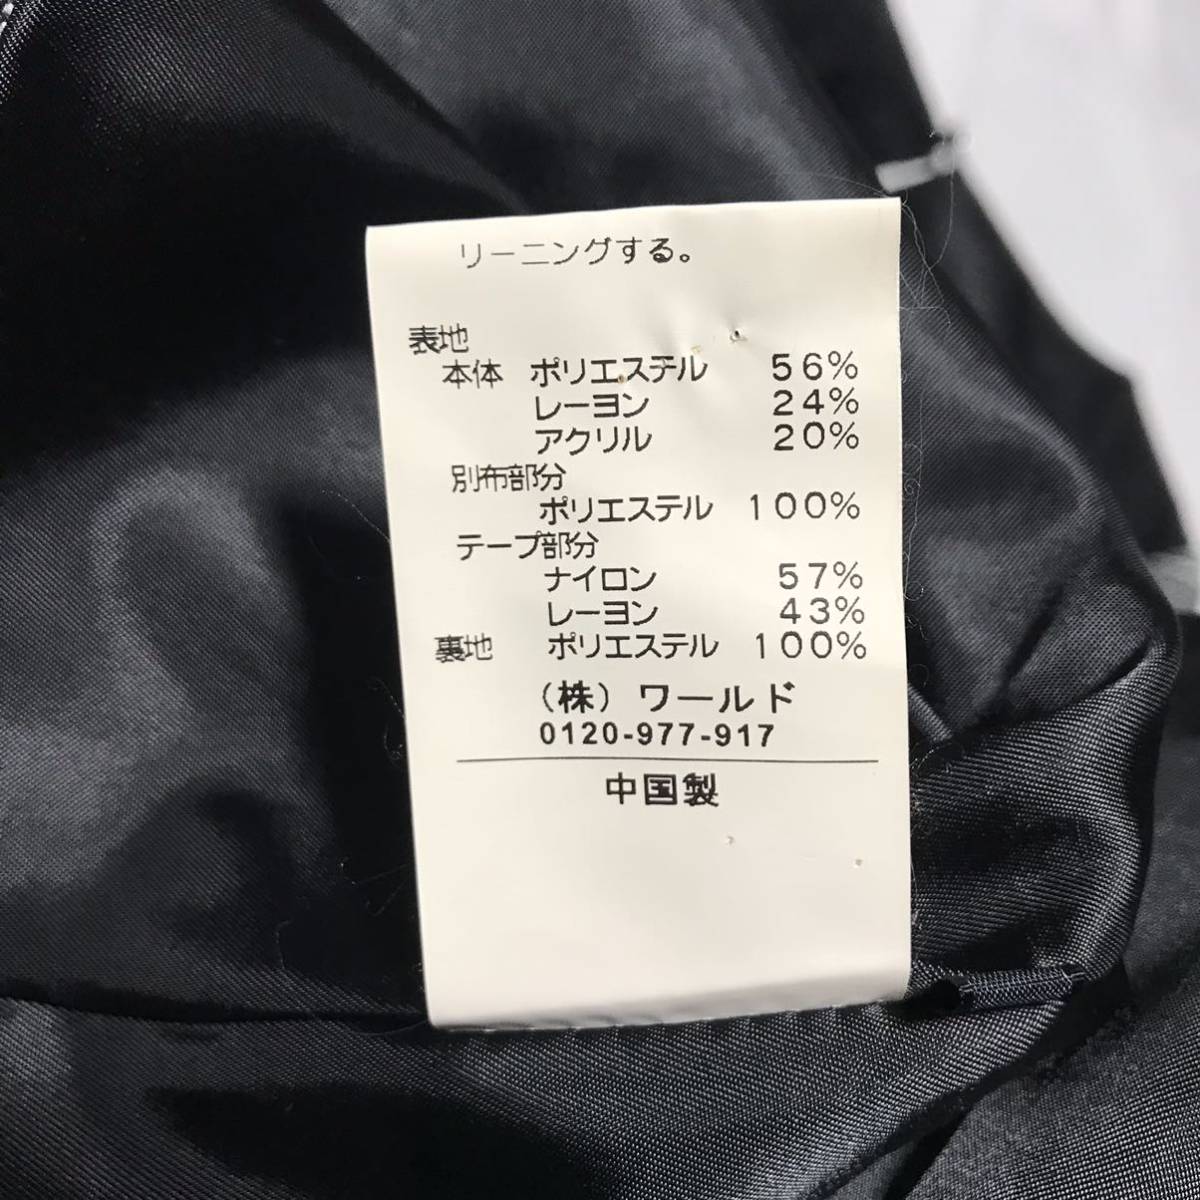 リーニングする。
表地
本体 ポリエステル 56%
レーヨン 24%
アクリル 20%
別布部分
ポリエステル 100%
テープ部分
ナイロン 57%
レーヨン 43%
裏地 ポリエステル 100%
(株) ワールド
0120-977-917
中国製